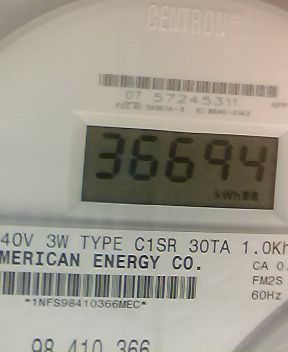 CENTRON®
07 57245311
36694
kWh
40V 3W TYPE C1SR 30TA 1.0Kh
MERICAN ENERGY CO.
CA 0.
FM2S
60Hz
*1NFS98410366MEC*
98 410 366